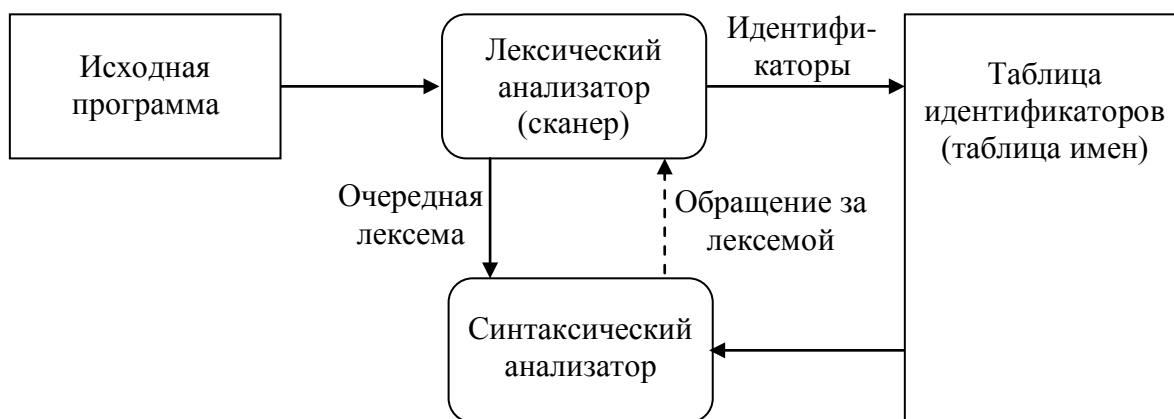 Исходная
программа
Лексический
анализатор
(сканер)
Идентифи-
каторы
Таблица
идентификаторов
(таблица имен)
Очередная
лексема
Обращение за
лексемой
Синтаксический
анализатор